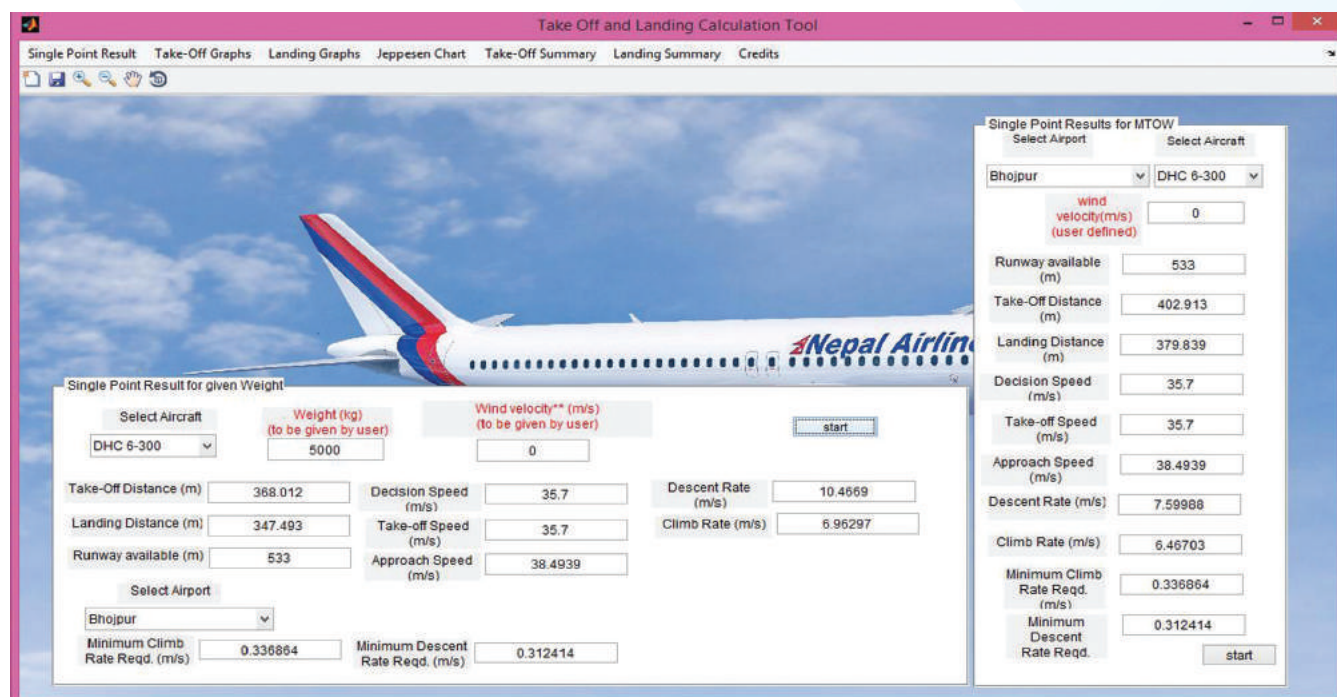 Take Off and Landing Calculation Tool
Single Point Result Take-Off Graphs Landing Graphs Jeppesen Chart Take-Off Summary Landing Summary Credits
Nepal Airlin
Single Point Results for MTOW
Select Airport Select Aircraft
Bhojpur DHC 6-300
wind
velocity(m/s)
(user defined)
0
Runway available
(m)
533
Take-Off Distance
(m)
402.913
Landing Distance
(m)
379.839
Decision Speed
(m/s)
35.7
Take-off Speed
(m/s)
35.7
Approach Speed
(m/s)
38.4939
Descent Rate (m/s)
7.59988
Climb Rate (m/s)
6.46703
Minimum Climb
Rate Reqd.
(m/s)
0.336864
Minimum
Descent
Rate Reqd.
0.312414
start
Single Point Result for given Weight
Select Aircraft
DHC 6-300
Weight (kg)
(to be given by user)
5000
Wind velocity** (m/s)
(to be given by user)
0
start
Take-Off Distance (m) 368.012
Landing Distance (m) 347.493
Runway available (m) 533
Decision Speed
(m/s)
35.7
Take-off Speed
(m/s)
35.7
Approach Speed
(m/s)
38.4939
Descent Rate
(m/s)
10.4669
Climb Rate (m/s) 6.96297
Select Airport
Bhojpur
Minimum Climb
Rate Reqd. (m/s)
0.336864
Minimum Descent
Rate Reqd. (m/s)
0.312414